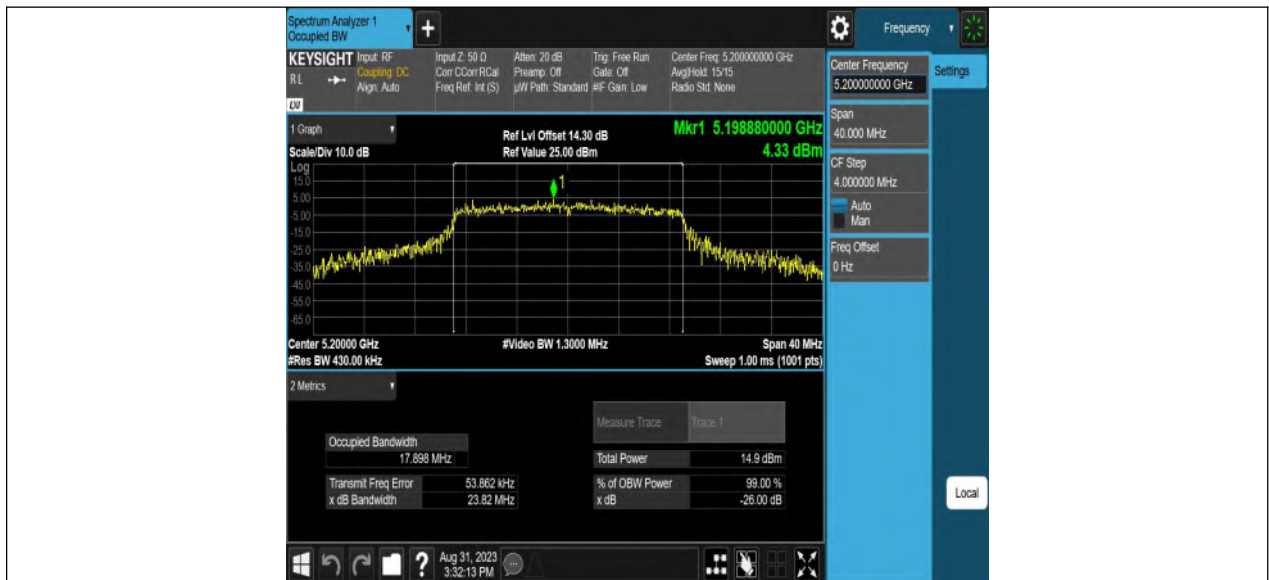 Spectrum Analyzer 1
Occupied BW
+
Frequency
KEYSIGHT
RL
LXI
Input: RF
Coupling: DC
Align: Auto
Input Z: 50 Ω
Corr CCorr RCal
Freq Ref: Int (S)
Atten: 20 dB
Preamp: Off
µW Path: Standard
Trig: Free Run
Gate: Off
#IF Gain: Low
Center Freq: 5.200000000 GHz
Avg|Hold: 15/15
Radio Std: None
Center Frequency
5.200000000 GHz
Settings
Span
40.000 MHz
CF Step
4.000000 MHz
Auto
Man
Freq Offset
0 Hz
Local
1 Graph
Scale/Div 10.0 dB
Ref Lvl Offset 14.30 dB
Ref Value 25.00 dBm
Mkr1 5.198880000 GHz
4.33 dBm
Log
15.0
5.00
-5.00
-15.0
-25.0
-35.0
-45.0
-55.0
-65.0
1
Center 5.20000 GHz
#Res BW 430.00 kHz
#Video BW 1.3000 MHz
Span 40 MHz
Sweep 1.00 ms (1001 pts)
2 Metrics
Measure Trace Trace 1
Occupied Bandwidth
17.898 MHz
Total Power 14.9 dBm
Transmit Freq Error 53.862 kHz
% of OBW Power 99.00 %
x dB Bandwidth 23.82 MHz
x dB -26.00 dB
?
Aug 31, 2023
3:32:13 PM